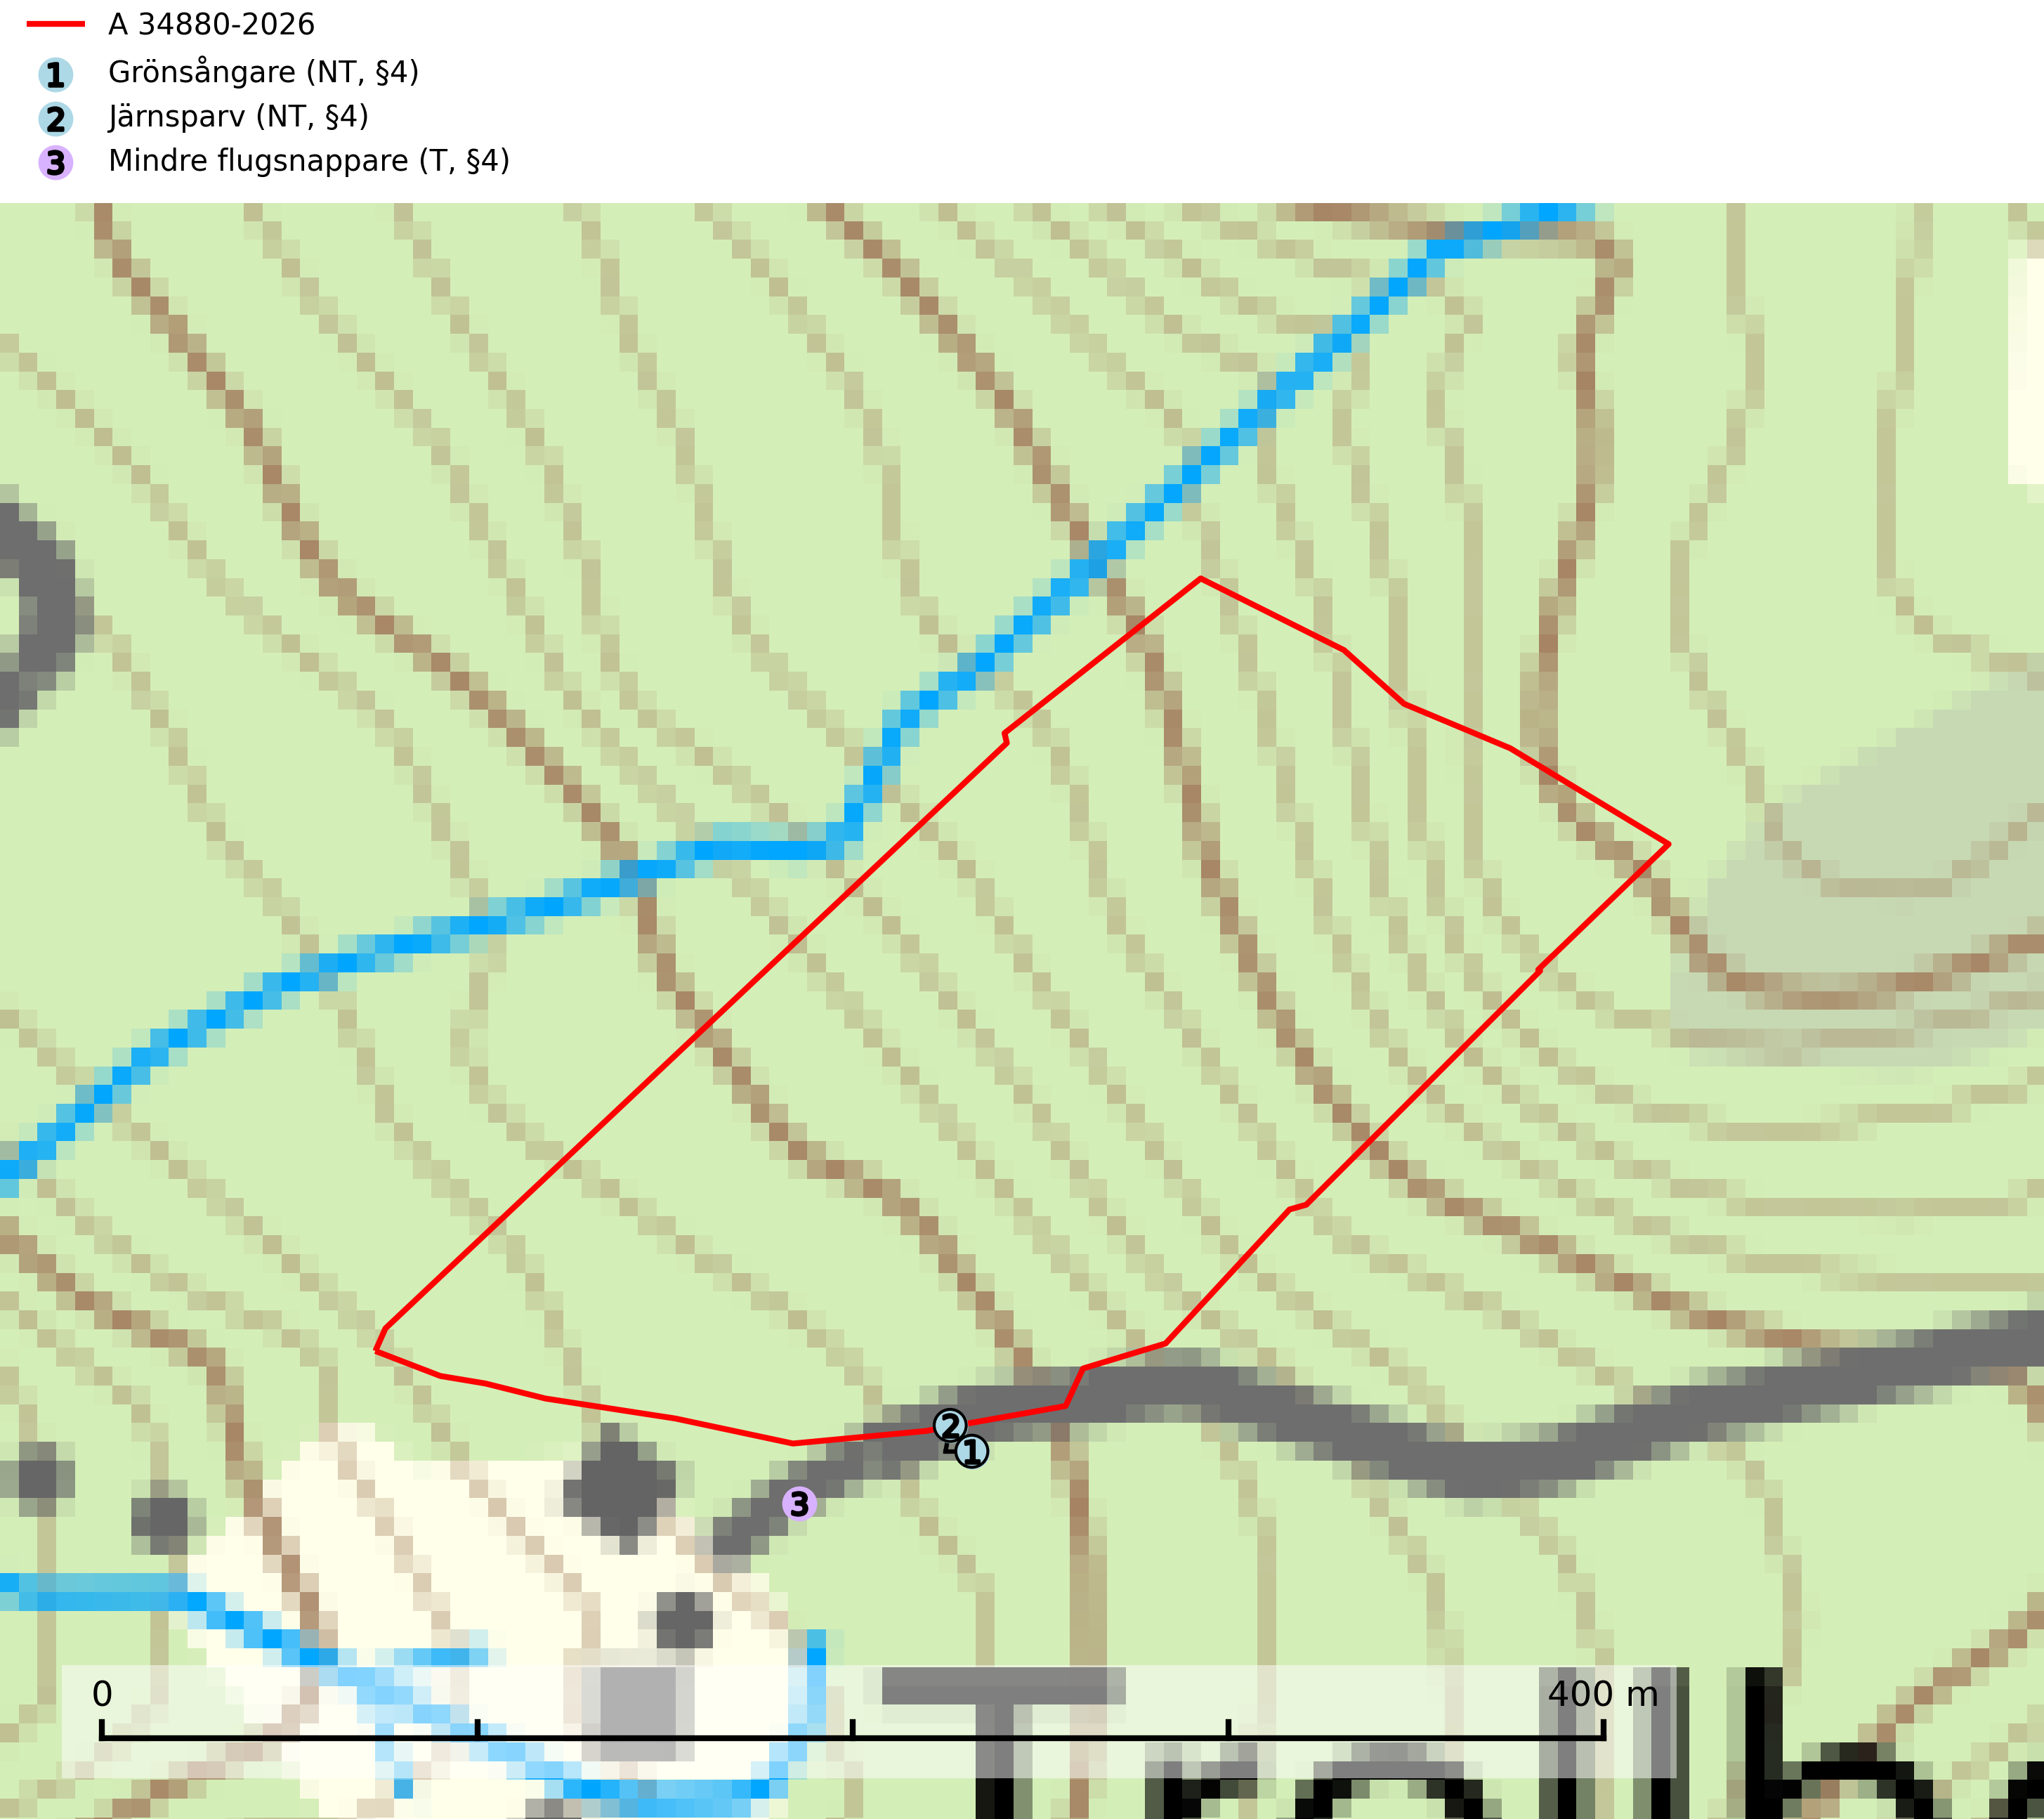 A 34880-2026
1 Grönsångare (NT, §4)
2 Järnsparv (NT, §4)
3 Mindre flugsnappare (T, §4)
2
1
3
0 400 m